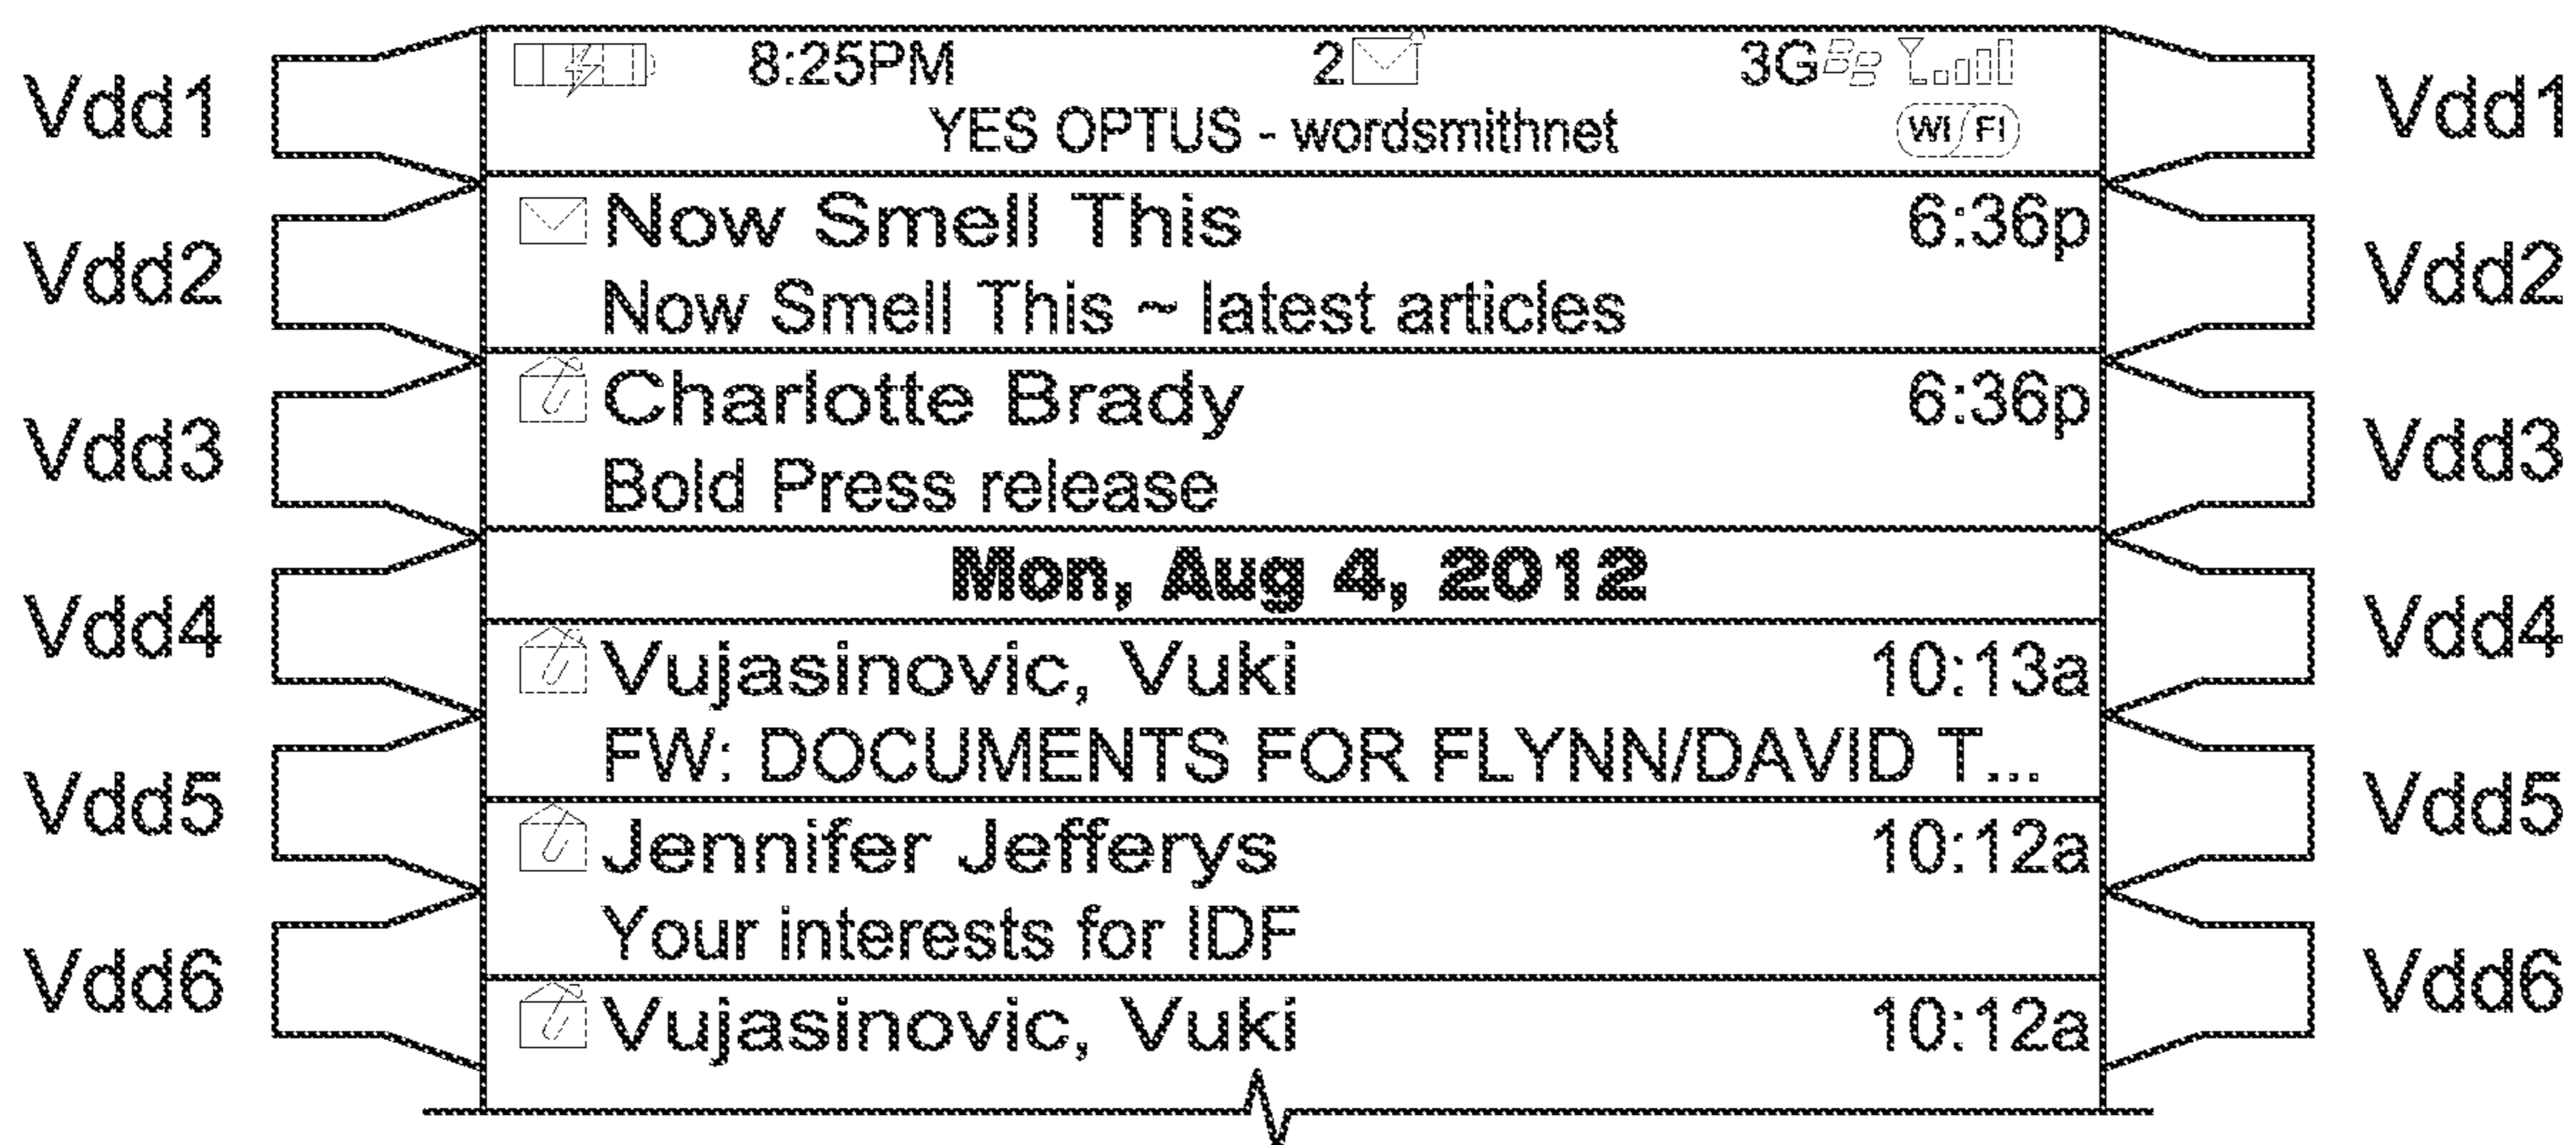 8:25PM 2 3G
Vdd1 YES OPTUS - wordsmithnet WI FI Vdd1
Now Smell This 6:36p
Vdd2 Vdd2
Now Smell This ~ latest articles
Charlotte Brady 6:36p
Vdd3 Vdd3
Bold Press release
Mon, Aug 4, 2012
Vdd4 Vdd4
Vujasinovic, Vuki 10:13a
FW: DOCUMENTS FOR FLYNN/DAVID T...
Vdd5 Vdd5
Jennifer Jefferys 10:12a
Your interests for IDF
Vdd6 Vdd6
Vujasinovic, Vuki 10:12a